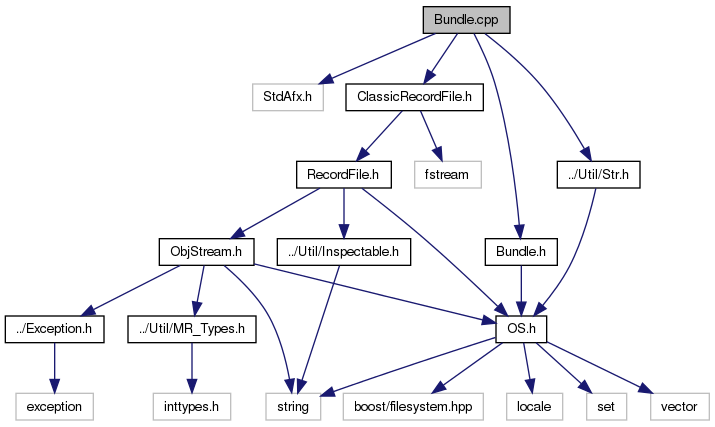 Bundle.cpp
StdAfx.h
ClassicRecordFile.h
RecordFile.h
fstream
../Util/Str.h
ObjStream.h
../Util/Inspectable.h
Bundle.h
../Exception.h
../Util/MR_Types.h
OS.h
exception
inttypes.h
string
boost/filesystem.hpp
locale
set
vector